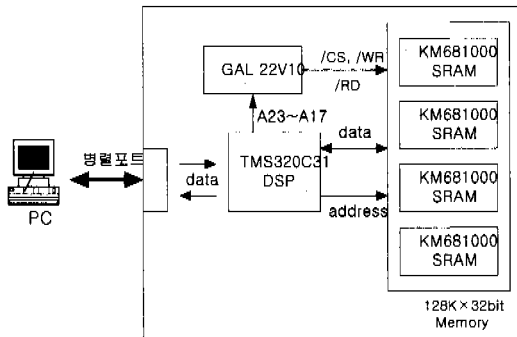 GAL 22V10
/CS, /WR
/RD
A23~A17
KM681000
SRAM
KM681000
SRAM
병렬포트
PC
data
TMS320C31
DSP
data
address
KM681000
SRAM
KM681000
SRAM
128K×32bit
Memory